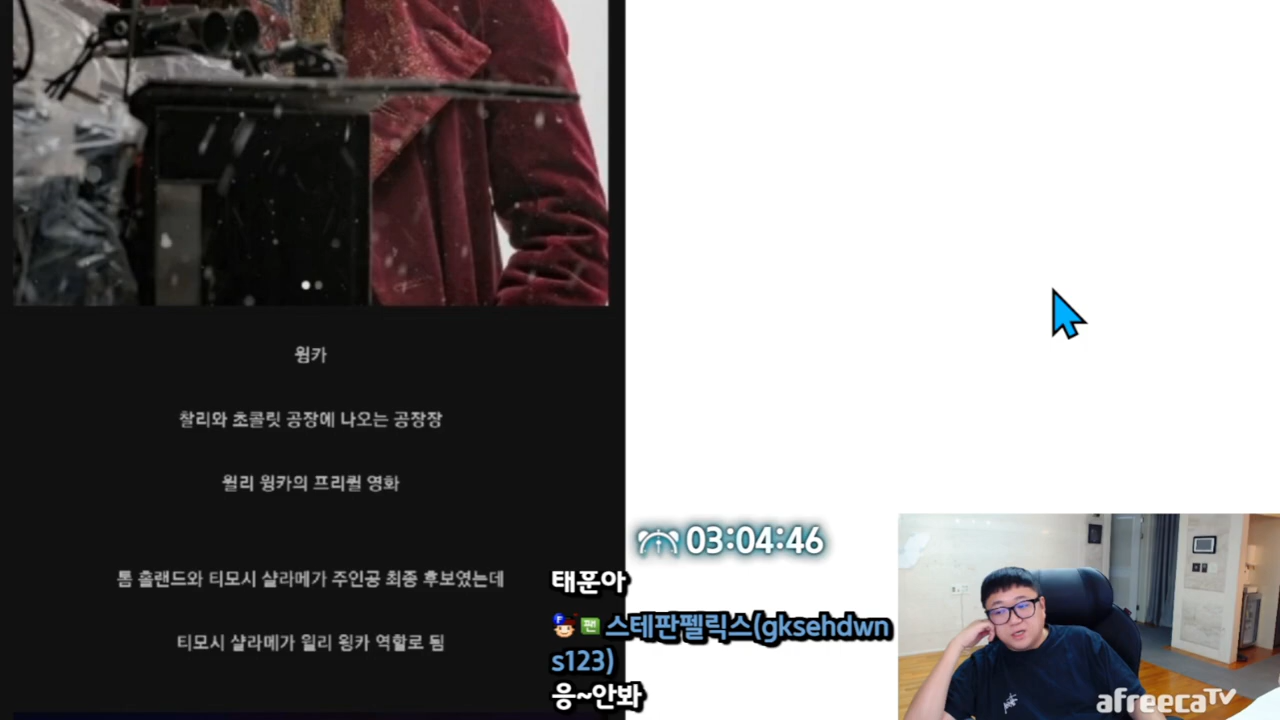 웡카
찰리와 초콜릿 공장에 나오는 공장장
윌리 웡카의 프리퀄 영화
톰 홀랜드와 티모시 샬라메가 주인공 최종 후보였는데
티모시 샬라메가 윌리 웡카 역할로 됨
03:04:46
태훈아
F 팬 스테판펠릭스(gksehdwn
s123)
응~안봐
afreecaTV